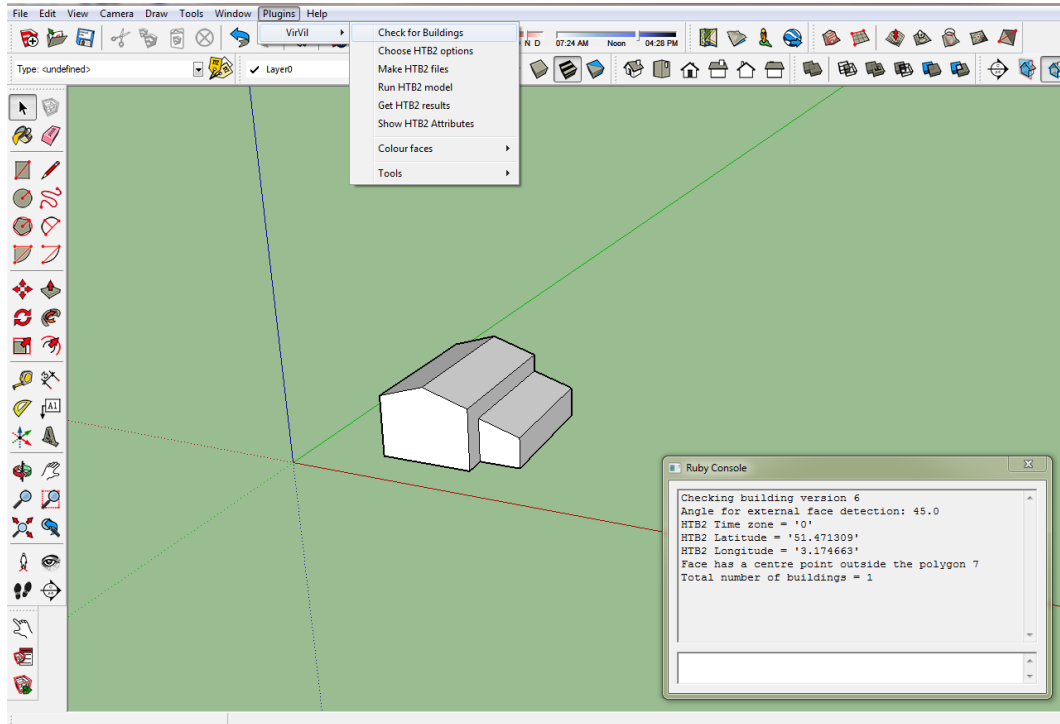 File Edit View Camera Draw Tools Window Plugins Help
VirVil
Check for Buildings
Choose HTB2 options
Make HTB2 files
Run HTB2 model
Get HTB2 results
Show HTB2 Attributes
Colour faces
Tools
N D 07:24 AM Noon 04:28 PM
Type: <undefined>
Layer0
A1
Ruby Console
Checking building version 6
Angle for external face detection: 45.0
HTB2 Time zone = '0'
HTB2 Latitude = '51.471309'
HTB2 Longitude = '3.174663'
Face has a centre point outside the polygon 7
Total number of buildings = 1